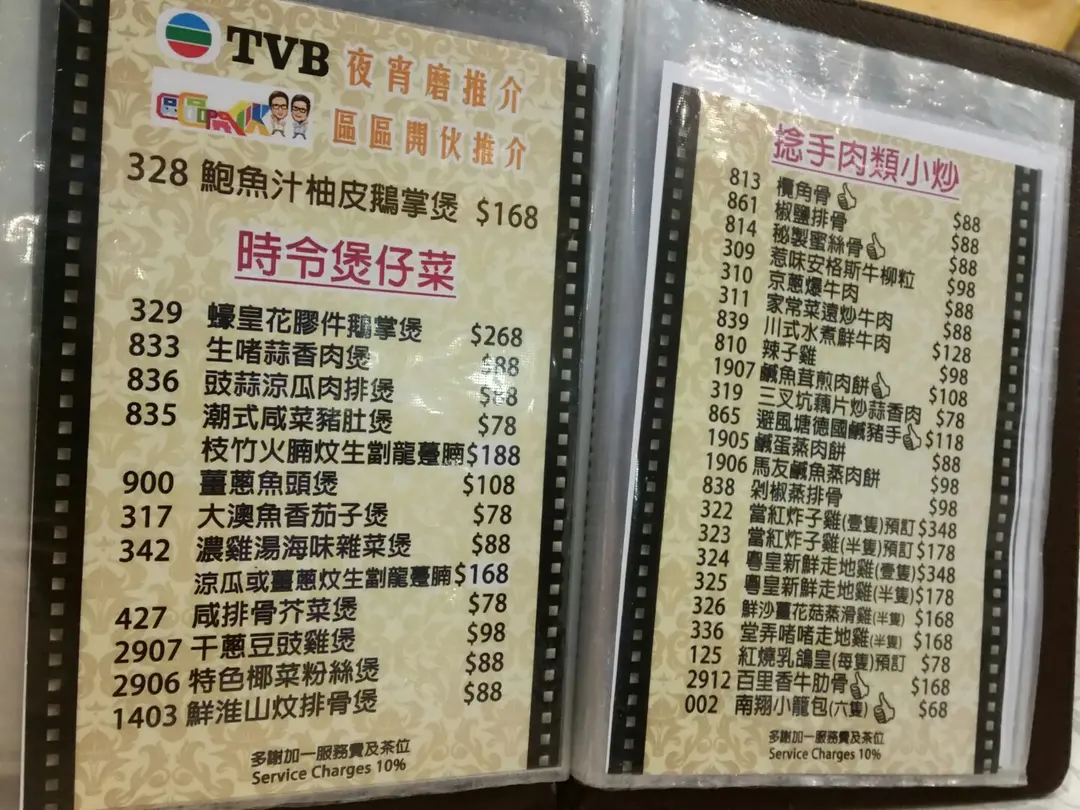 TVB 夜宵磨推介
區區開伙推介
328 鮑魚汁柚皮鵝掌煲 $168
時令煲仔菜
329 蠔皇花膠件鵝掌煲 $268
833 生啫蒜香肉煲 $88
836 豉蒜涼瓜肉排煲 $88
835 潮式咸菜豬肚煲 $78
枝竹火腩炆生劏龍躉腩 $188
900 薑蔥魚頭煲 $108
317 大澳魚香茄子煲 $78
342 濃雞湯海味雜菜煲 $88
涼瓜或薑蔥炆生劏龍躉腩 $168
427 咸排骨芥菜煲 $78
2907 干蔥豆豉雞煲 $98
2906 特色椰菜粉絲煲 $88
1403 鮮淮山炆排骨煲 $88
多謝加一服務費及茶位
Service Charges 10%
捻手肉類小炒
813 欖角骨 $88
861 椒鹽排骨 $88
814 秘製蜜絲骨 $88
309 惹味安格斯牛柳粒 $98
310 京蔥爆牛肉 $88
311 家常菜遠炒牛肉 $88
839 川式水煮鮮牛肉 $128
810 辣子雞 $98
1907 鹹魚茸煎肉餅 $108
319 三叉坑藕片炒蒜香肉 $78
865 避風塘德國鹹豬手 $118
1905 鹹蛋蒸肉餅 $88
1906 馬友鹹魚蒸肉餅 $98
838 剁椒蒸排骨 $98
322 當紅炸子雞(壹隻)預訂 $348
323 當紅炸子雞(半隻)預訂 $178
324 粵皇新鮮走地雞(壹隻) $348
325 粵皇新鮮走地雞(半隻) $178
326 鮮沙薑花菇蒸滑雞(半隻) $168
336 堂弄啫啫走地雞(半隻) $168
125 紅燒乳鴿皇(每隻)預訂 $78
2912 百里香牛肋骨 $168
002 南翔小龍包(六隻) $68
多謝加一服務費及茶位
Service Charges 10%